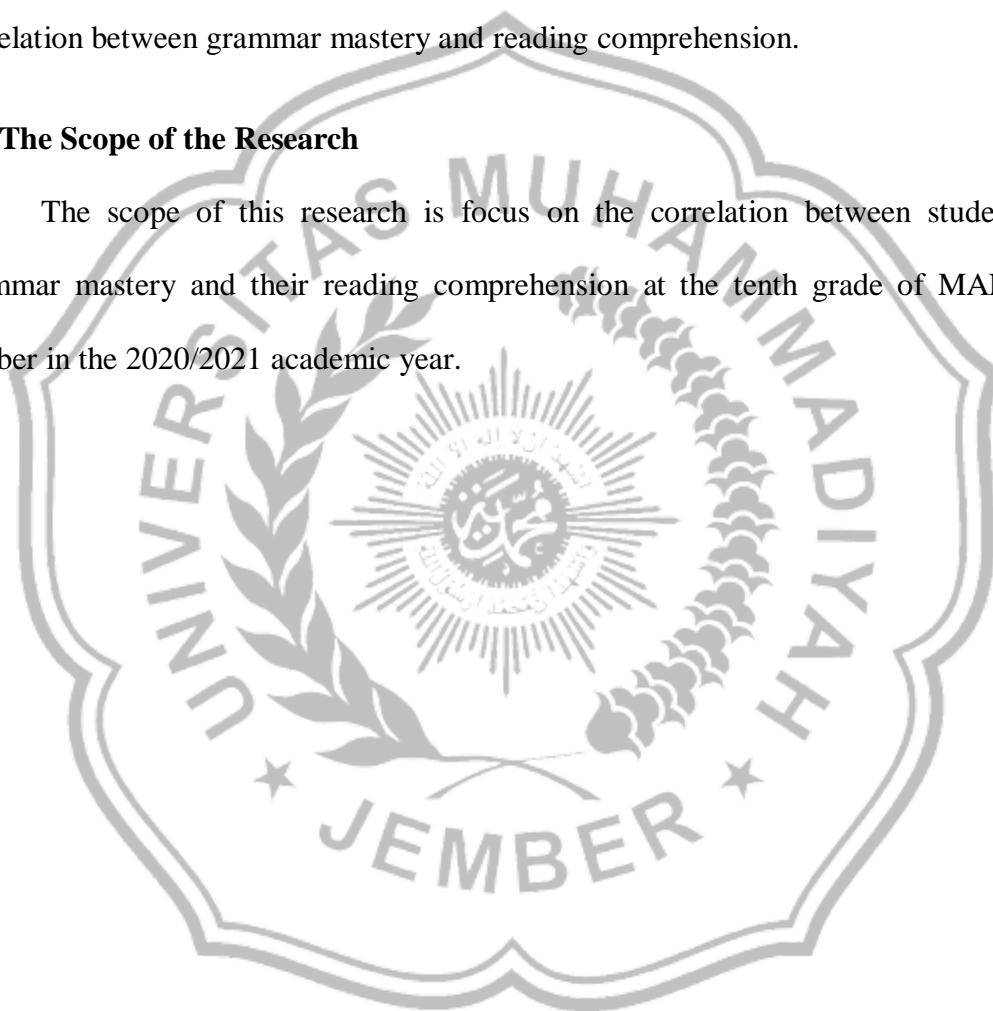 elation between grammar mastery and reading comprehension.
The Scope of the Research
The scope of this research is focus on the correlation between stude
mmar mastery and their reading comprehension at the tenth grade of MA
ber in the 2020/2021 academic year.
UNIVERSITAS MUHAMMADIYAH
JEMBER